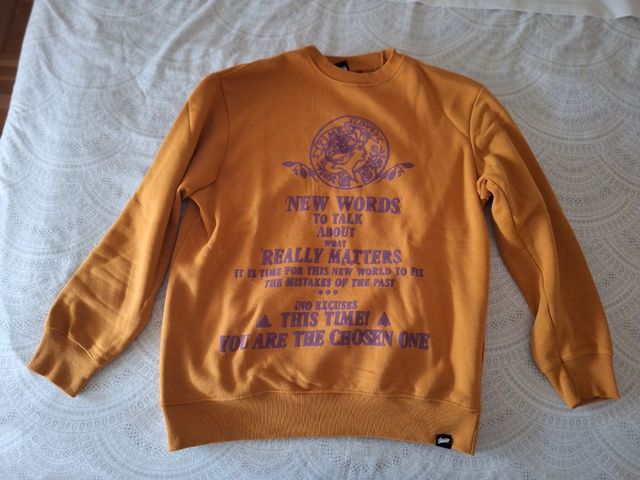 NEW WORDS
TO TALK
ABOUT
WHAT
REALLY MATTERS
IT IS TIME FOR THIS NEW WORLD TO FIX
THE MISTAKES OF THE PAST
¡NO EXCUSES
THIS TIME!
YOU ARE THE CHOSEN ONE